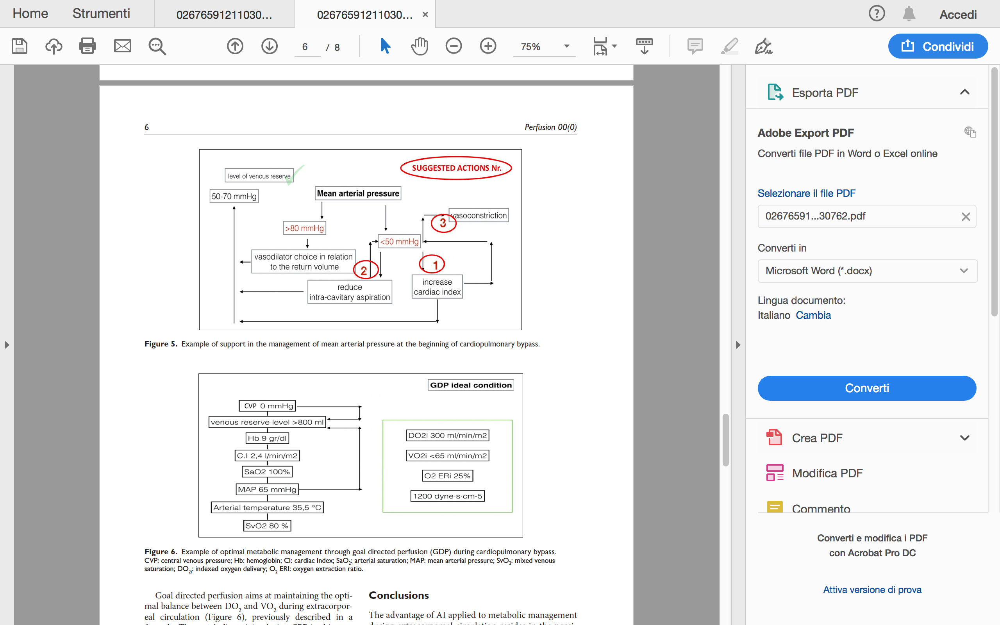 Home
Strumenti
02676591211030...
02676591211030...
Accedi
6 / 8
75%
Condividi
6
Perfusion 00(0)
level of venous reserve
SUGGESTED ACTIONS Nr.
50-70 mmHg
Mean arterial pressure
vasoconstriction
3
>80 mmHg
<50 mmHg
vasodilator choice in relation
to the return volume
2
1
reduce
intra-cavitary aspiration
increase
cardiac index
Figure 5. Example of support in the management of mean arterial pressure at the beginning of cardiopulmonary bypass.
GDP ideal condition
CVP 0 mmHg
venous reserve level >800 ml
Hb 9 gr/dl
C.I 2,4 l/min/m2
SaO2 100%
MAP 65 mmHg
Arterial temperature 35,5 °C
SvO2 80 %
DO2i 300 ml/min/m2
VO2i <65 ml/min/m2
O2 ERi 25%
1200 dyne·s·cm-5
Figure 6. Example of optimal metabolic management through goal directed perfusion (GDP) during cardiopulmonary bypass.
CVP: central venous pressure; Hb: hemoglobin; CI: cardiac Index; SaO2: arterial saturation; MAP: mean arterial pressure; SvO2: mixed venous
saturation; DO2I: indexed oxygen delivery; O2 ERI: oxygen extraction ratio.
Goal directed perfusion aims at maintaining the opti-
mal balance between DO2 and VO2 during extracorpor-
eal circulation (Figure 6), previously described in a
Conclusions
The advantage of AI applied to metabolic management
Esporta PDF
Adobe Export PDF
Converti file PDF in Word o Excel online
Selezionare il file PDF
02676591...30762.pdf
Converti in
Microsoft Word (*.docx)
Lingua documento:
Italiano Cambia
Converti
Crea PDF
Modifica PDF
Commento
Converti e modifica i PDF
con Acrobat Pro DC
Attiva versione di prova